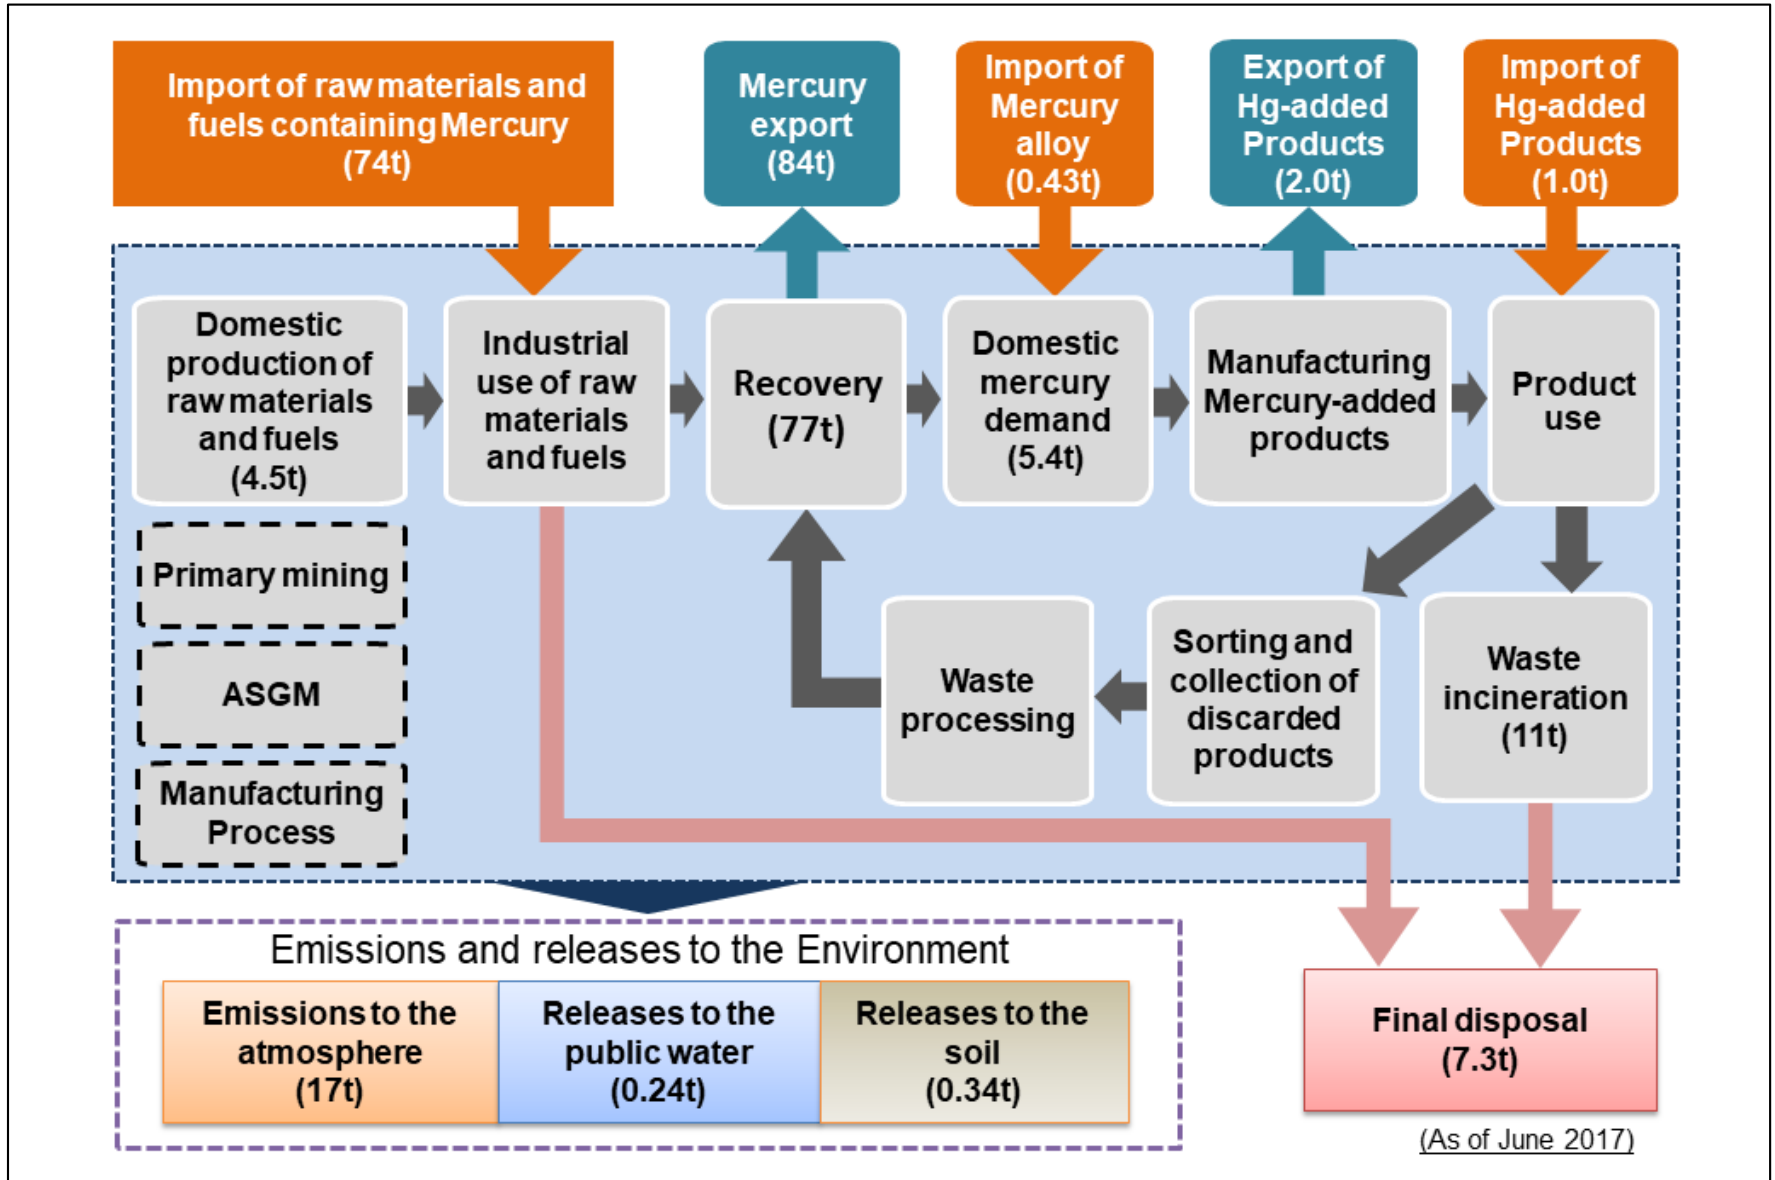 Import of raw materials and
fuels containing Mercury
(74t)
Mercury
export
(84t)
Import of
Mercury
alloy
(0.43t)
Export of
Hg-added
Products
(2.0t)
Import of
Hg-added
Products
(1.0t)
Domestic
production of
raw materials
and fuels
(4.5t)
Industrial
use of raw
materials
and fuels
Recovery
(77t)
Domestic
mercury
demand
(5.4t)
Manufacturing
Mercury-added
products
Product
use
Primary mining
ASGM
Manufacturing
Process
Waste
processing
Sorting and
collection of
discarded
products
Waste
incineration
(11t)
Emissions and releases to the Environment
Emissions to the
atmosphere
(17t)
Releases to the
public water
(0.24t)
Releases to the
soil
(0.34t)
Final disposal
(7.3t)
(As of June 2017)